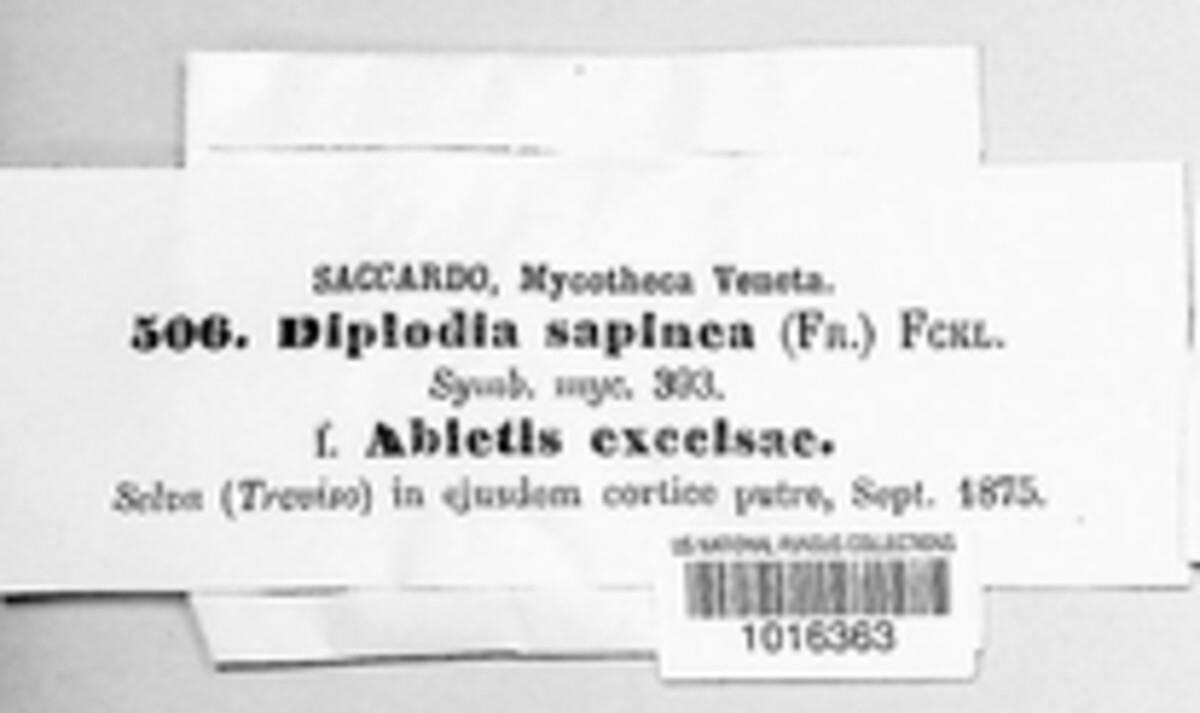 SACCARDO, Mycotheca Veneta.
506. Diplodia sapinea (FR.) FCKL.
Symb. myc. 393.
f. Abietis excelsae.
Selva (Treviso) in ejusdem cortice putre, Sept. 1875.
US NATIONAL FUNGUS COLLECTIONS
1016363